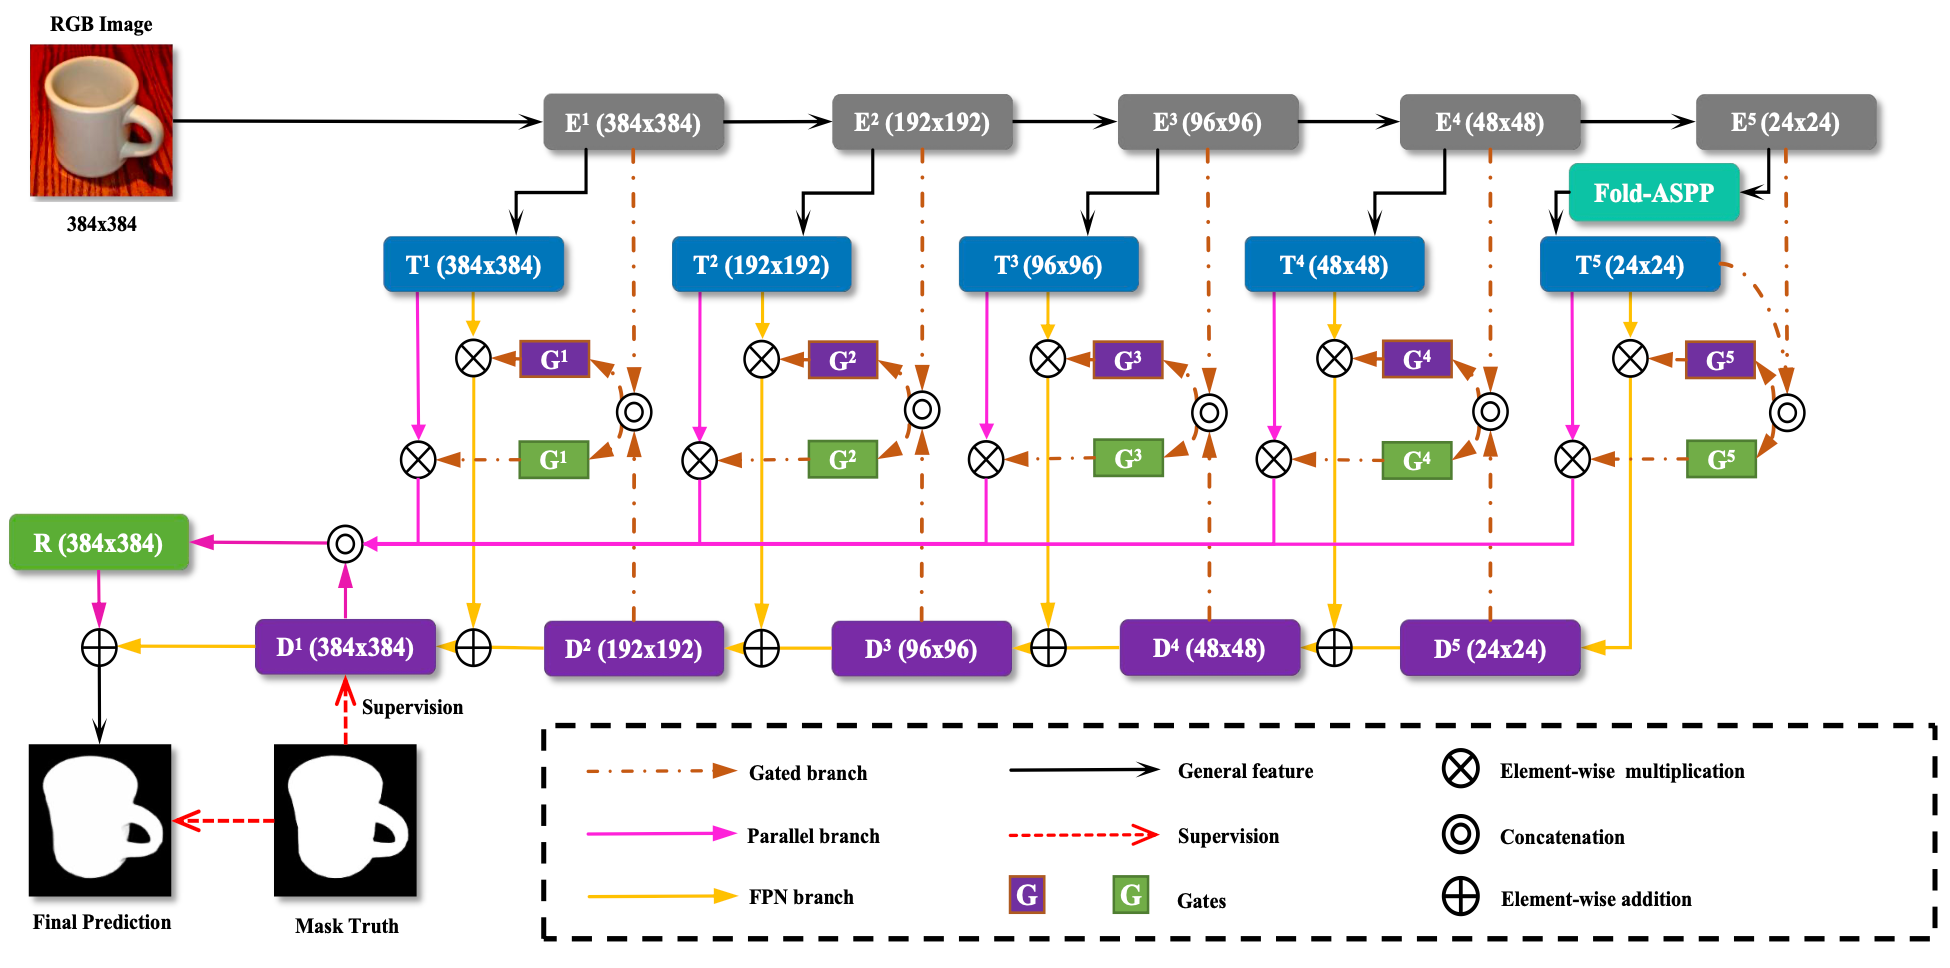 RGB Image
384x384
E¹ (384x384)
E² (192x192)
E³ (96x96)
E⁴ (48x48)
E⁵ (24x24)
Fold-ASPP
T¹ (384x384)
T² (192x192)
T³ (96x96)
T⁴ (48x48)
T⁵ (24x24)
G¹
G²
G³
G⁴
G⁵
G¹
G²
G³
G⁴
G⁵
R (384x384)
D¹ (384x384)
D² (192x192)
D³ (96x96)
D⁴ (48x48)
D⁵ (24x24)
Supervision
Final Prediction
Mask Truth
Gated branch
General feature
Element-wise multiplication
Parallel branch
Supervision
Concatenation
FPN branch
G
G
Gates
Element-wise addition